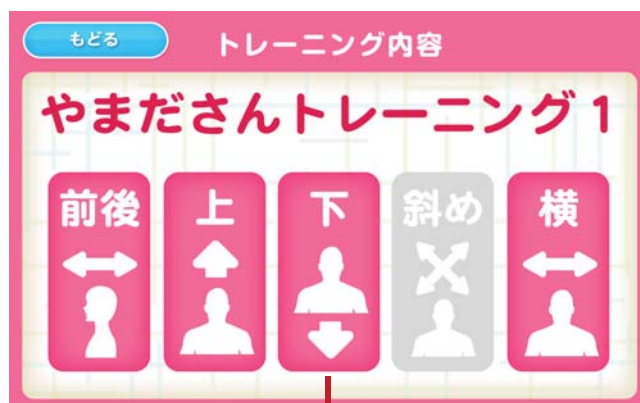 もどる
トレーニング内容
やまださんトレーニング1
前後
上
下
斜め
横